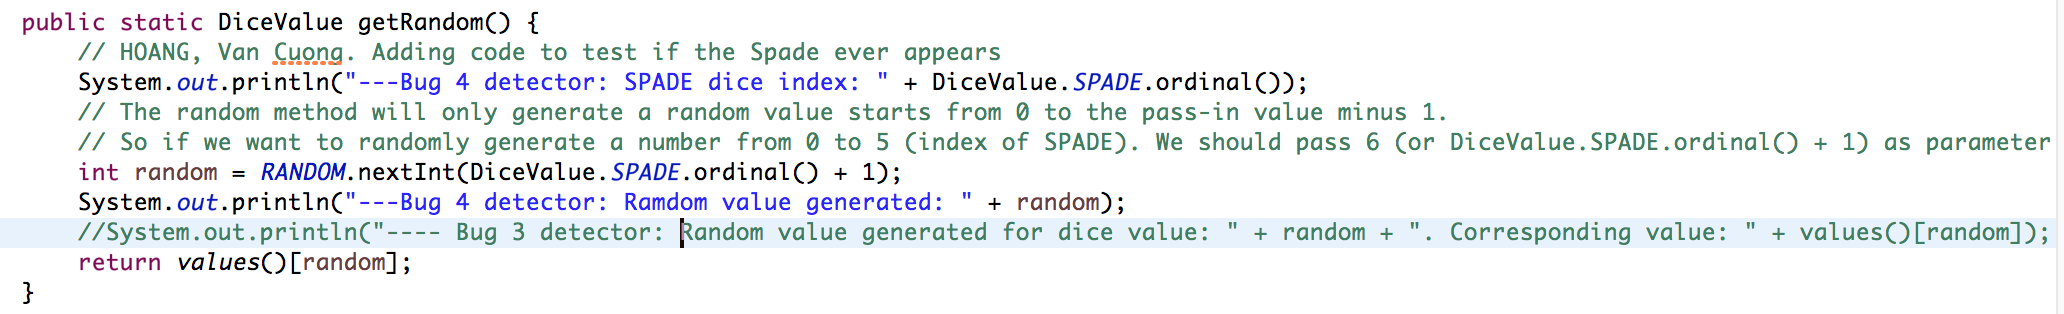 public static DiceValue getRandom() {
// HOANG, Van Cuong. Adding code to test if the Spade ever appears
System.out.println("---Bug 4 detector: SPADE dice index: " + DiceValue.SPADE.ordinal());
// The random method will only generate a random value starts from 0 to the pass-in value minus 1.
// So if we want to randomly generate a number from 0 to 5 (index of SPADE). We should pass 6 (or DiceValue.SPADE.ordinal() + 1) as parameter
int random = RANDOM.nextInt(DiceValue.SPADE.ordinal() + 1);
System.out.println("---Bug 4 detector: Ramdom value generated: " + random);
//System.out.println("---- Bug 3 detector: Random value generated for dice value: " + random + ". Corresponding value: " + values()[random]);
return values()[random];
}